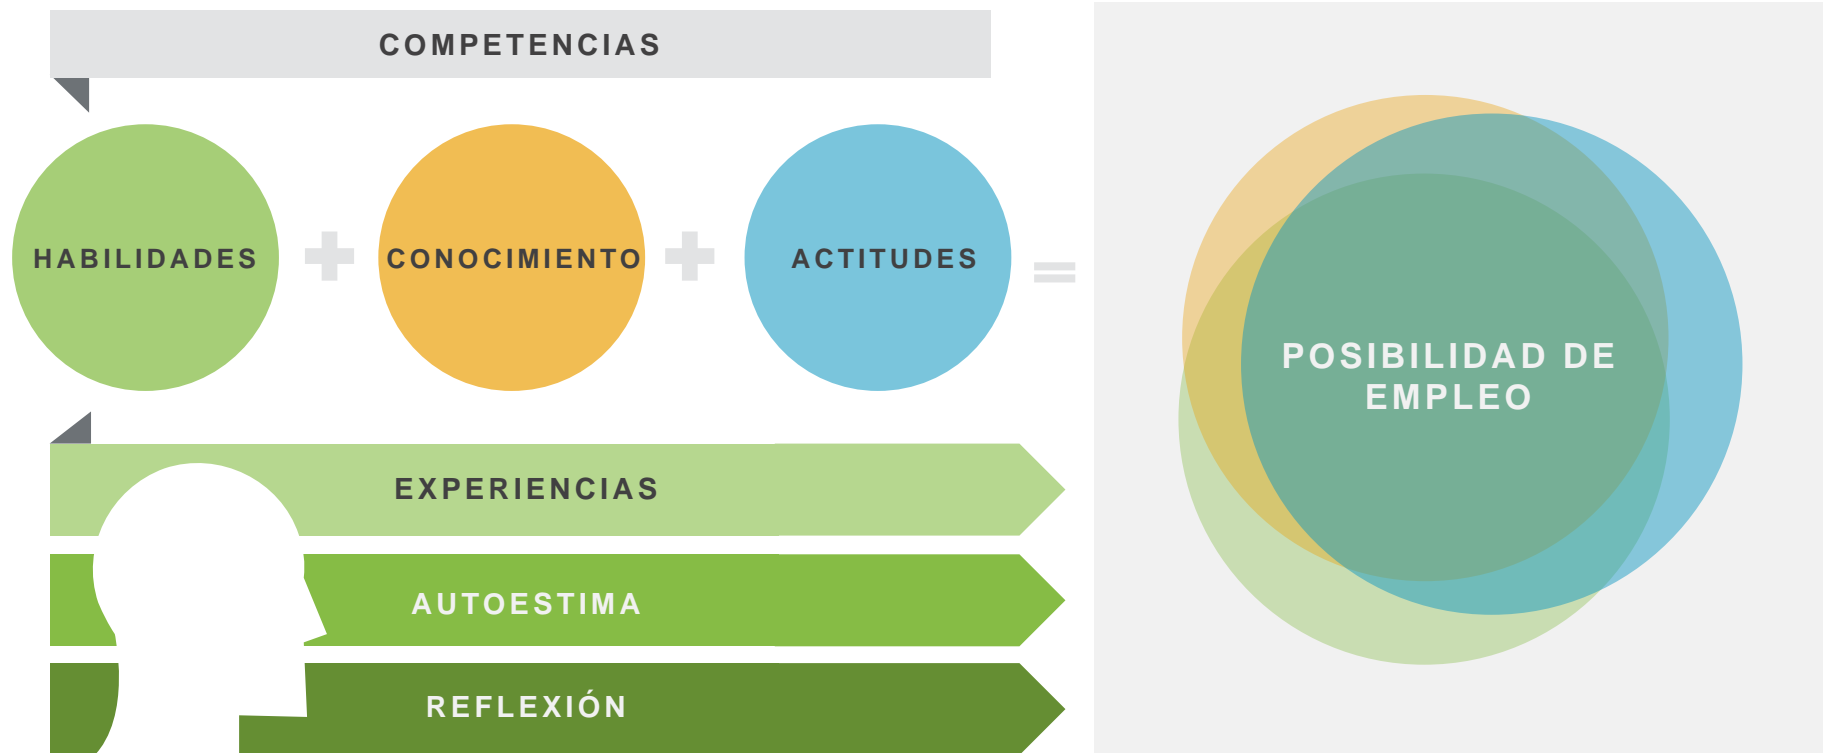 COMPETENCIAS
HABILIDADES
CONOCIMIENTO
ACTITUDES
POSIBILIDAD DE
EMPLEO
EXPERIENCIAS
AUTOESTIMA
REFLEXIÓN